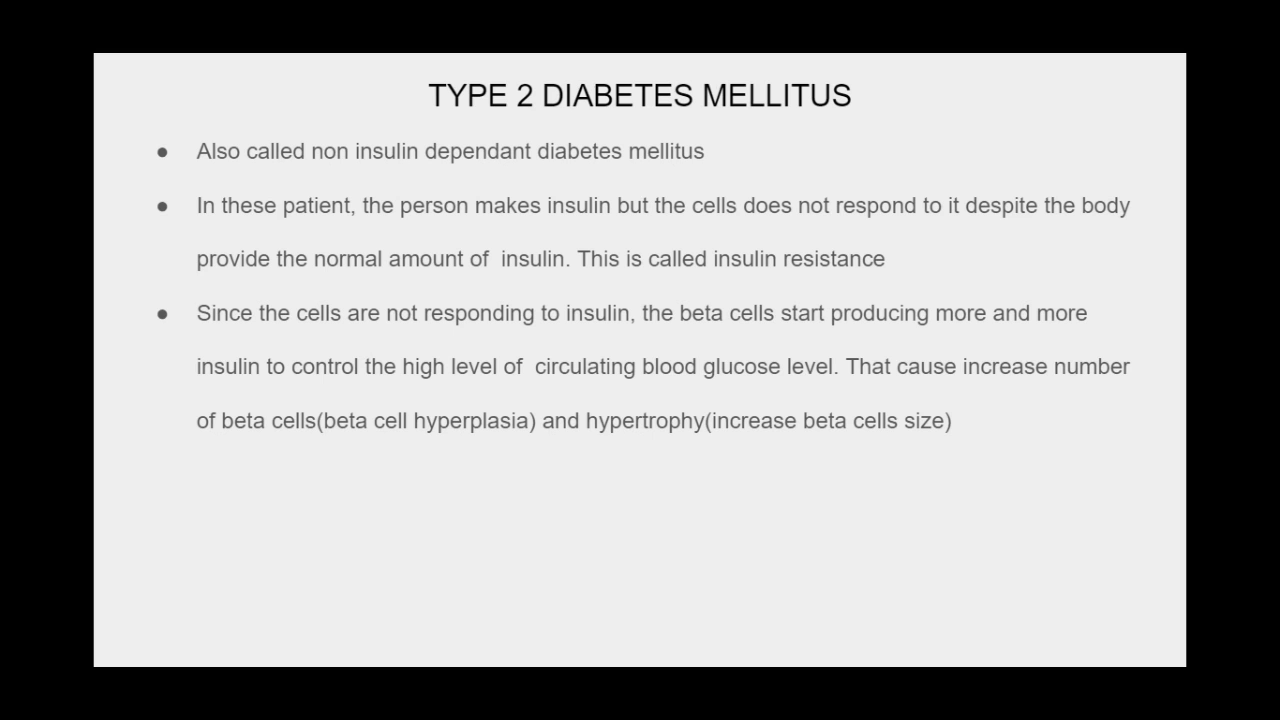 TYPE 2 DIABETES MELLITUS
● Also called non insulin dependant diabetes mellitus
● In these patient, the person makes insulin but the cells does not respond to it despite the body
provide the normal amount of  insulin. This is called insulin resistance
● Since the cells are not responding to insulin, the beta cells start producing more and more
insulin to control the high level of  circulating blood glucose level. That cause increase number
of beta cells(beta cell hyperplasia) and hypertrophy(increase beta cells size)